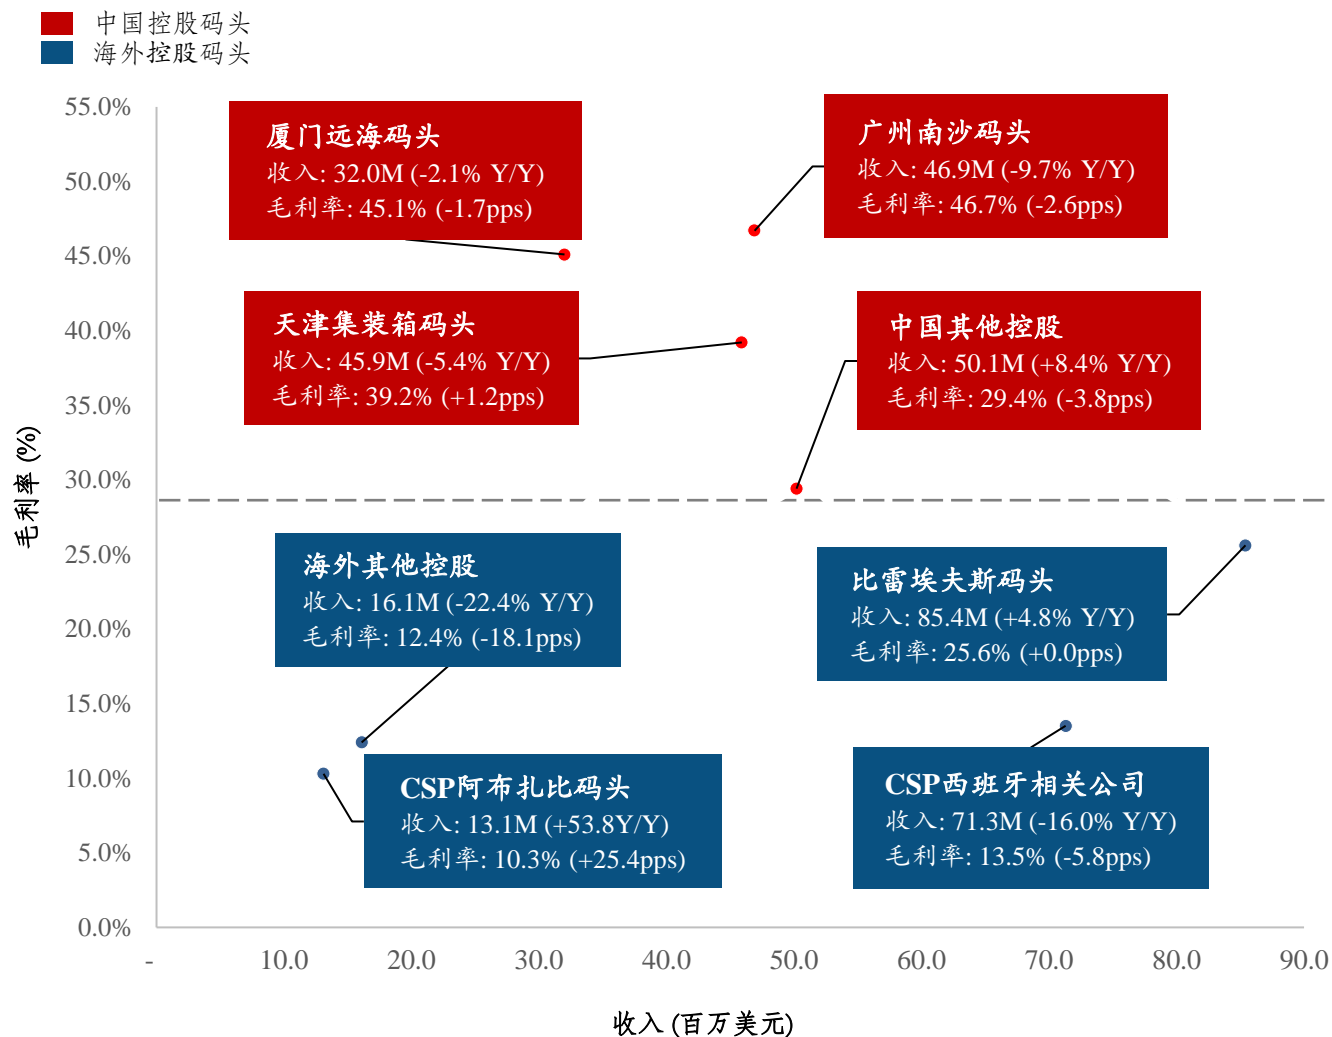 中国控股码头
海外控股码头
55.0%
50.0%
45.0%
40.0%
35.0%
30.0%
25.0%
20.0%
15.0%
10.0%
5.0%
0.0%
毛利率 (%)
厦门远海码头
收入: 32.0M (-2.1% Y/Y)
毛利率: 45.1% (-1.7pps)
广州南沙码头
收入: 46.9M (-9.7% Y/Y)
毛利率: 46.7% (-2.6pps)
天津集装箱码头
收入: 45.9M (-5.4% Y/Y)
毛利率: 39.2% (+1.2pps)
中国其他控股
收入: 50.1M (+8.4% Y/Y)
毛利率: 29.4% (-3.8pps)
海外其他控股
收入: 16.1M (-22.4% Y/Y)
毛利率: 12.4% (-18.1pps)
比雷埃夫斯码头
收入: 85.4M (+4.8% Y/Y)
毛利率: 25.6% (+0.0pps)
CSP阿布扎比码头
收入: 13.1M (+53.8Y/Y)
毛利率: 10.3% (+25.4pps)
CSP西班牙相关公司
收入: 71.3M (-16.0% Y/Y)
毛利率: 13.5% (-5.8pps)
- 10.0 20.0 30.0 40.0 50.0 60.0 70.0 80.0 90.0
收入 (百万美元)